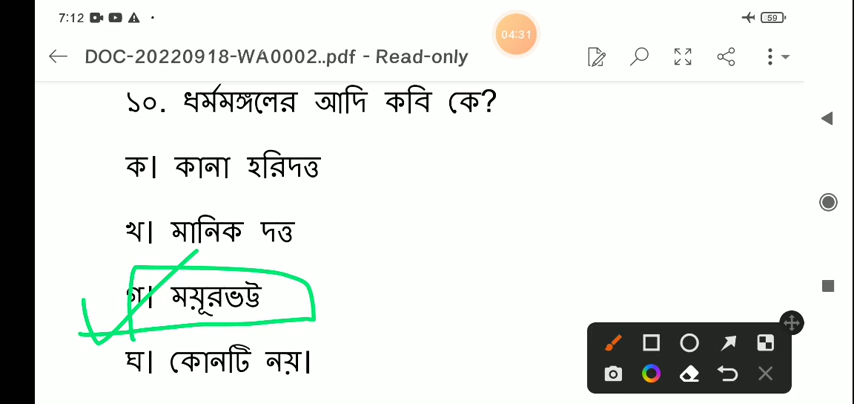 7:12
59
04:31
DOC-20220918-WA0002..pdf - Read-only
১০. ধর্মমঙ্গলের আদি কবি কে?
ক। কানা হরিদত্ত
খ। মানিক দত্ত
গ। ময়ূরভট্ট
ঘ। কোনটি নয়।